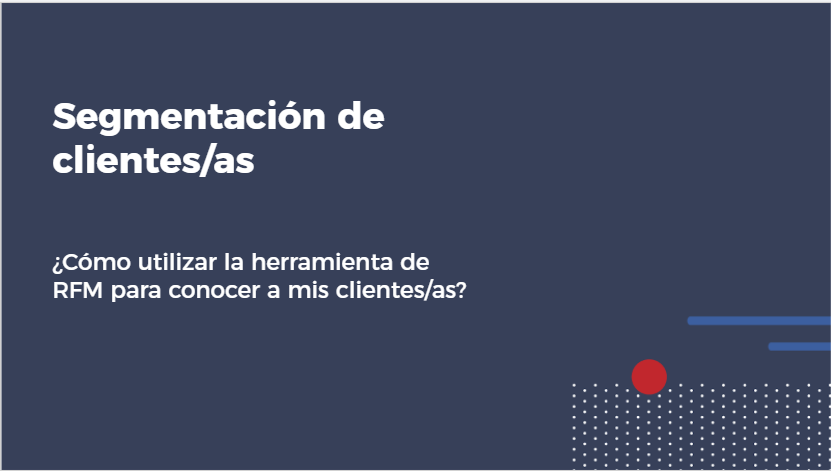 Segmentación de
clientes/as
¿Cómo utilizar la herramienta de
RFM para conocer a mis clientes/as?